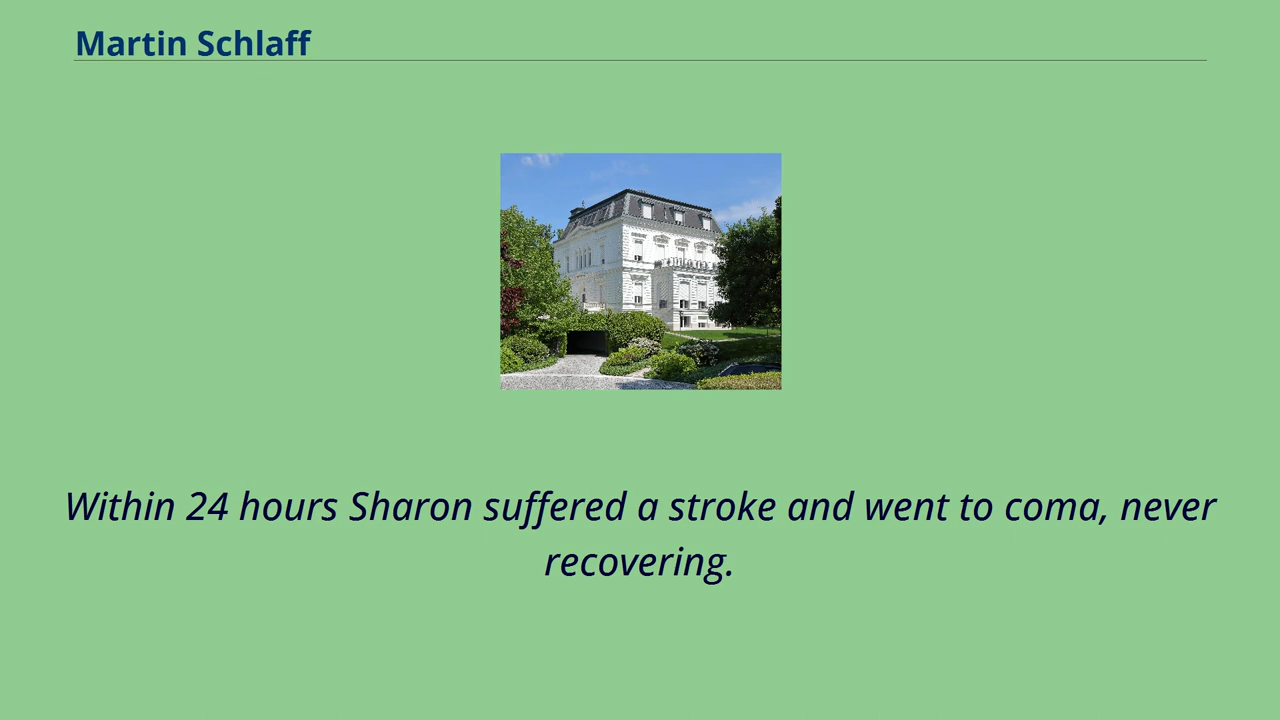 Martin Schlaff
Within 24 hours Sharon suffered a stroke and went to coma, never
recovering.